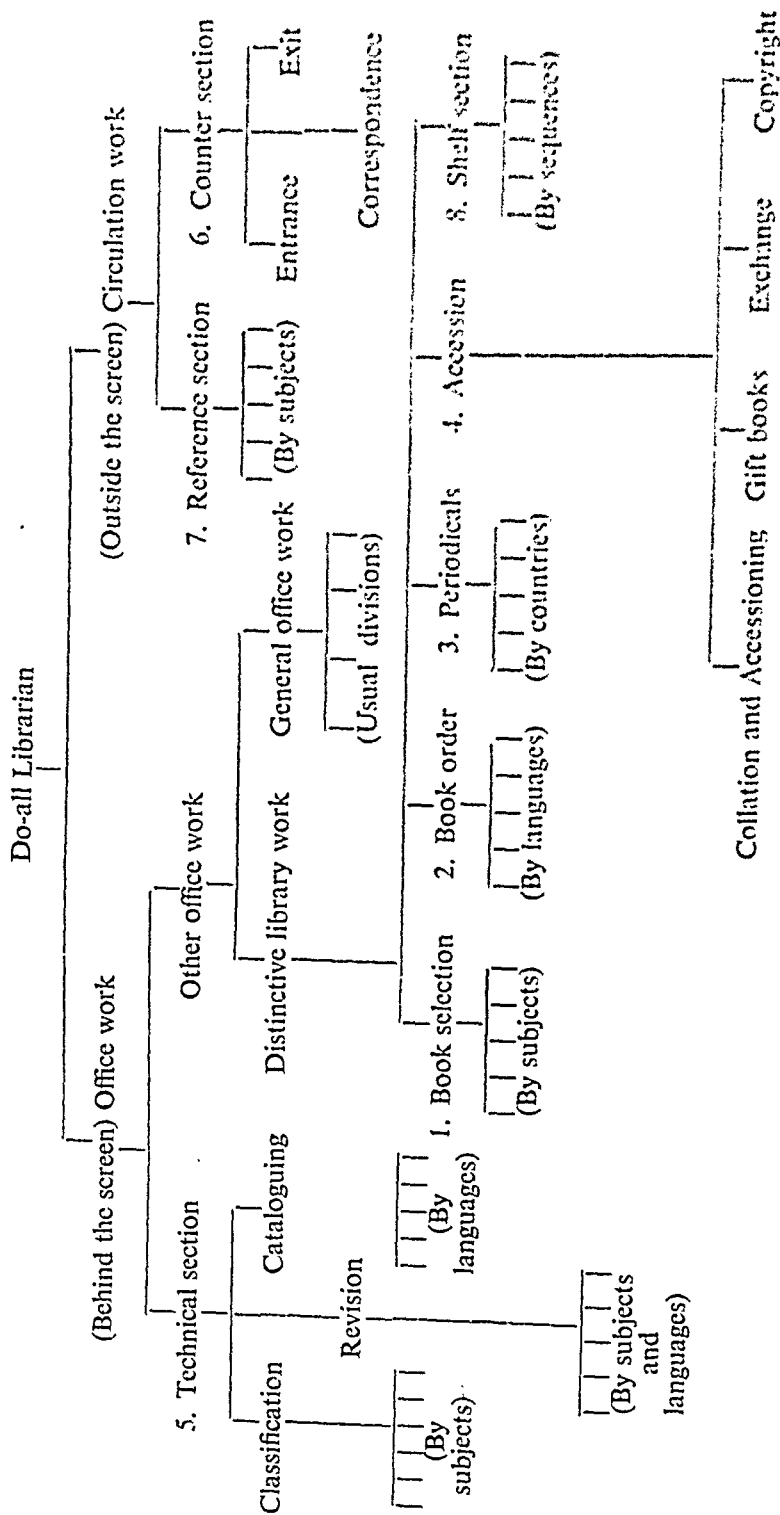 Do-all Librarian
(Behind the screen) Office work
(Outside the screen) Circulation work
5. Technical section
Other office work
7. Reference section
6. Counter section
(By subjects)
Entrance
Exit
Correspondence
Classification
Cataloguing
Distinctive library work
General office work
(Usual divisions)
Revision
(By
subjects)
(By
languages)
(By subjects
and
languages)
1. Book selection
2. Book order
3. Periodicals
4. Accession
8. Shelf section
(By subjects)
(By languages)
(By countries)
(By sequences)
Collation and Accessioning
Gift books
Exchange
Copyright